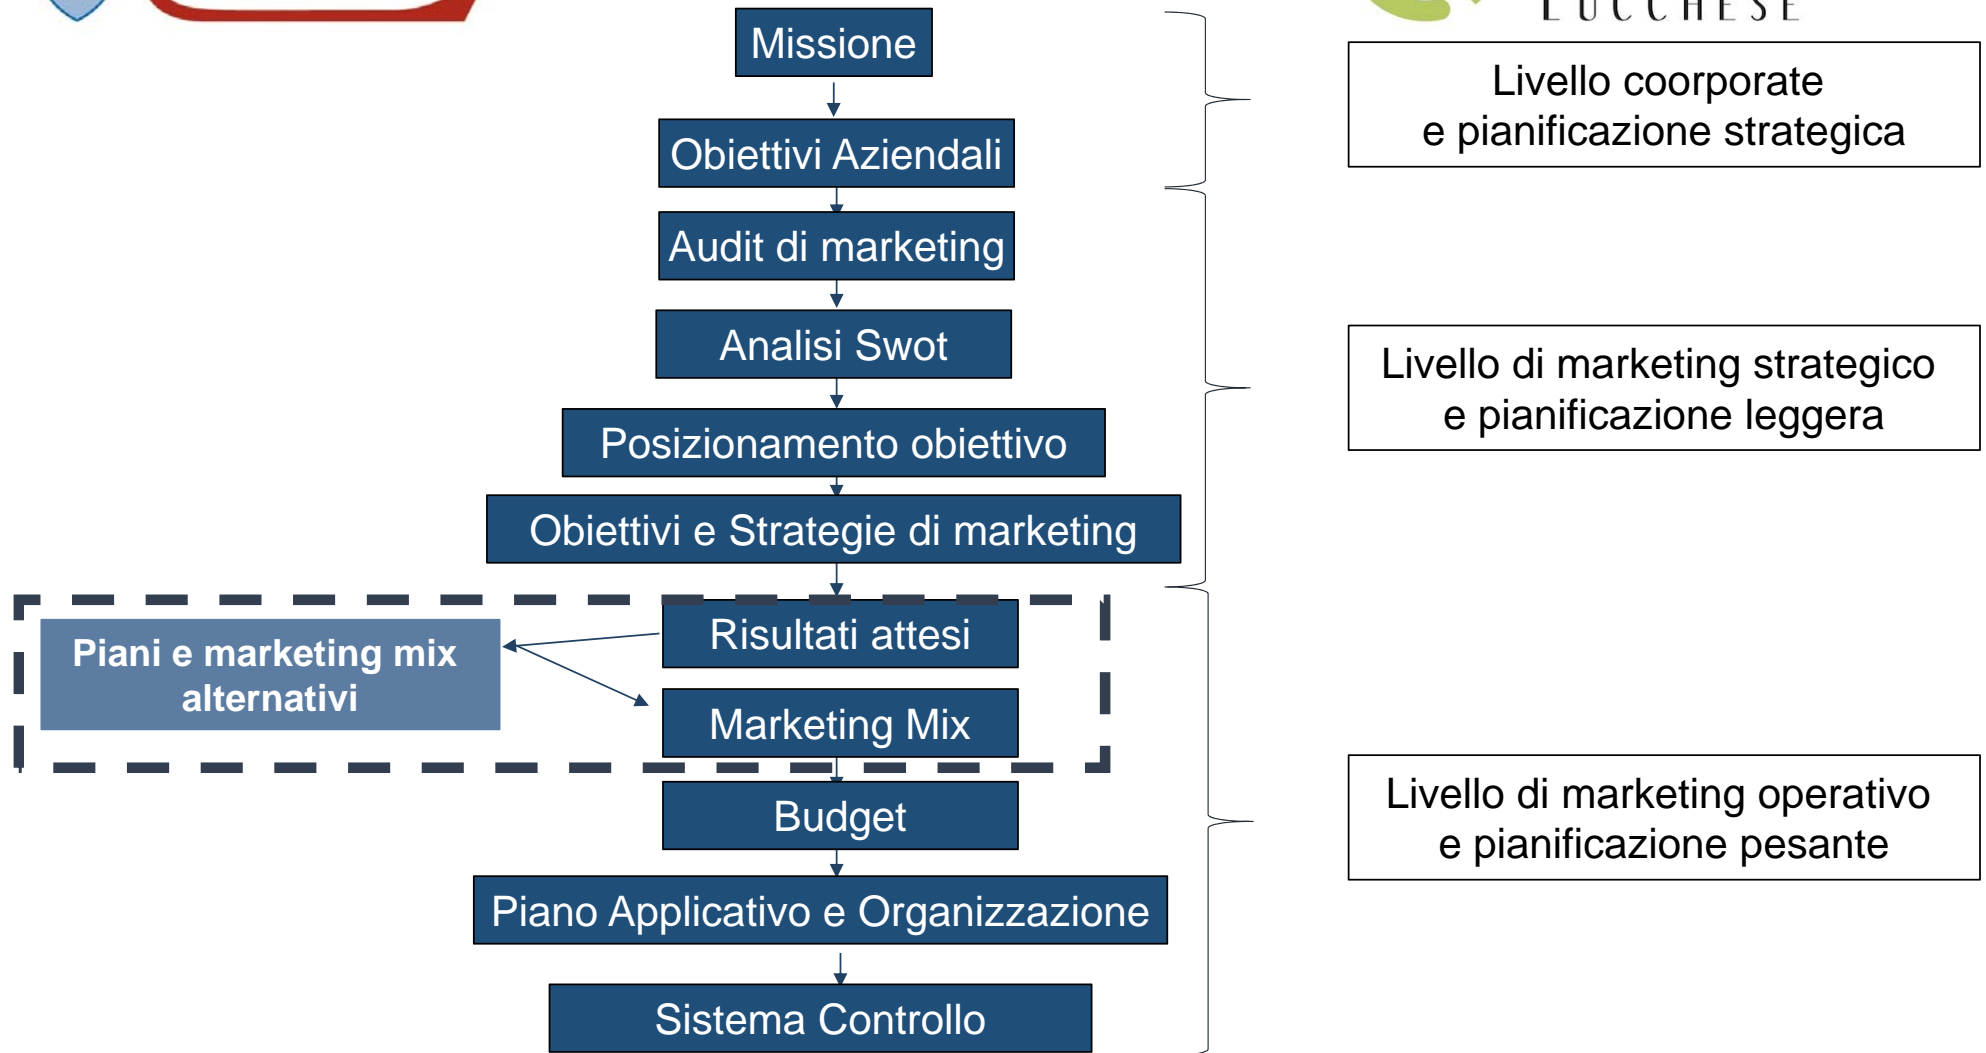 LUCCHESE
Missione
Livello coorporate
e pianificazione strategica
Obiettivi Aziendali
Audit di marketing
Analisi Swot
Livello di marketing strategico
e pianificazione leggera
Posizionamento obiettivo
Obiettivi e Strategie di marketing
Risultati attesi
Piani e marketing mix
alternativi
Marketing Mix
Budget
Livello di marketing operativo
e pianificazione pesante
Piano Applicativo e Organizzazione
Sistema Controllo